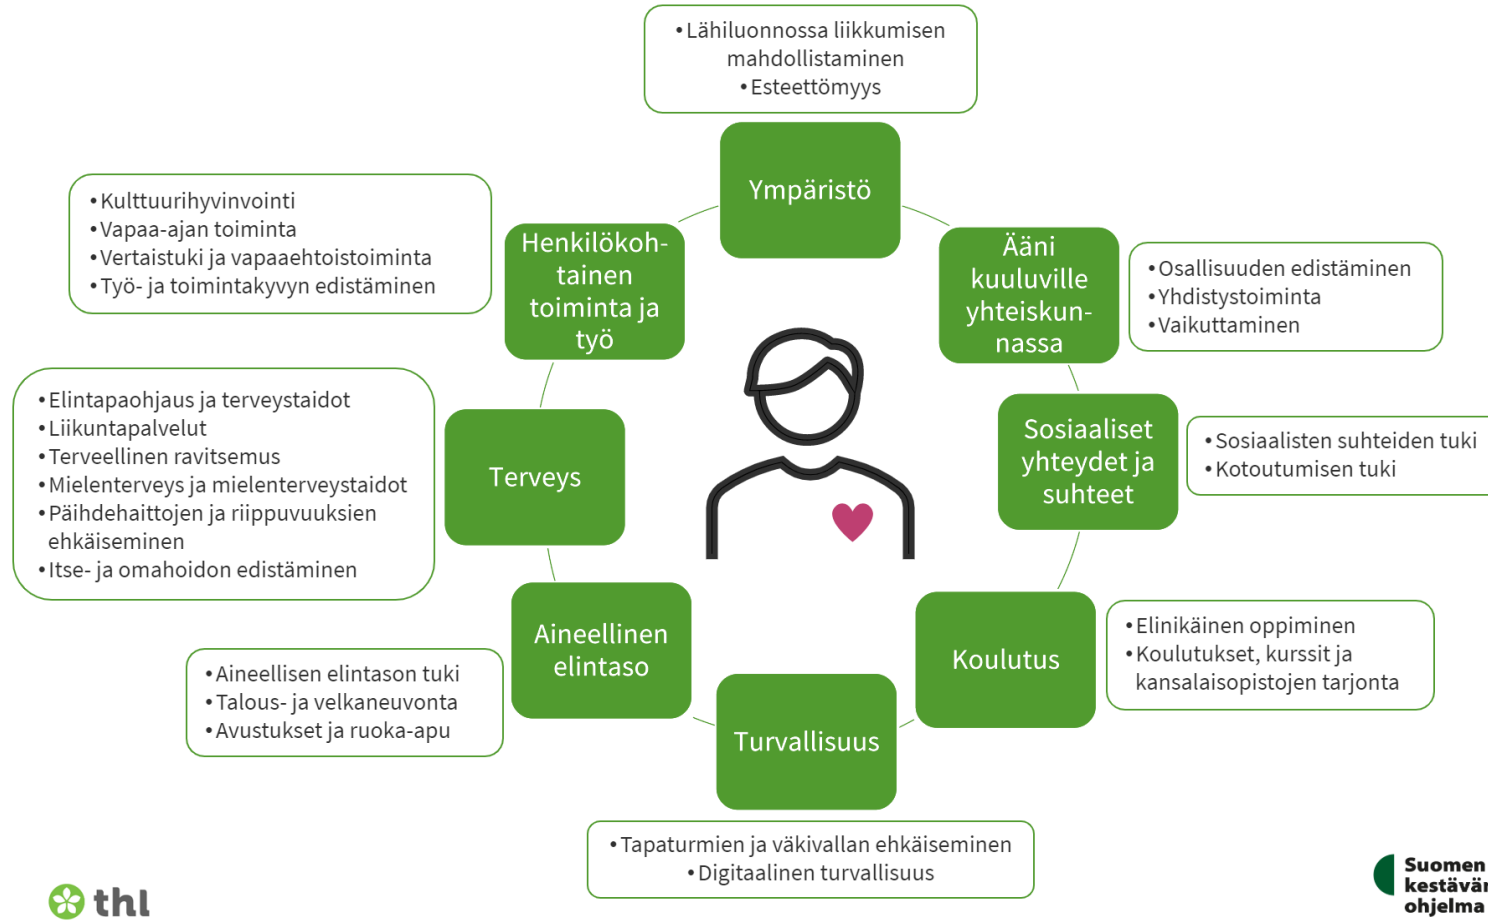 • Lähiluonnossa liikkumisen
mahdollistaminen
• Esteettömyys
Ympäristö
• Kulttuurihyvinvointi
• Vapaa-ajan toiminta
• Vertaistuki ja vapaaehtoistoiminta
• Työ- ja toimintakyvyn edistäminen
Henkilökoh-
tainen
toiminta ja
työ
Ääni
kuuluville
yhteiskun-
nassa
• Osallisuuden edistäminen
• Yhdistystoiminta
• Vaikuttaminen
• Elintapaohjaus ja terveystaidot
• Liikuntapalvelut
• Terveellinen ravitsemus
• Mielenterveys ja mielenterveystaidot
• Päihdehaittojen ja riippuvuuksien
ehkäiseminen
• Itse- ja omahoidon edistäminen
Terveys
Sosiaaliset
yhteydet ja
suhteet
• Sosiaalisten suhteiden tuki
• Kotoutumisen tuki
Aineellinen
elintaso
• Aineellisen elintason tuki
• Talous- ja velkaneuvonta
• Avustukset ja ruoka-apu
Koulutus
• Elinikäinen oppiminen
• Koulutukset, kurssit ja
kansalaisopistojen tarjonta
Turvallisuus
• Tapaturmien ja väkivallan ehkäiseminen
• Digitaalinen turvallisuus
thl
Suomen
ohjelma